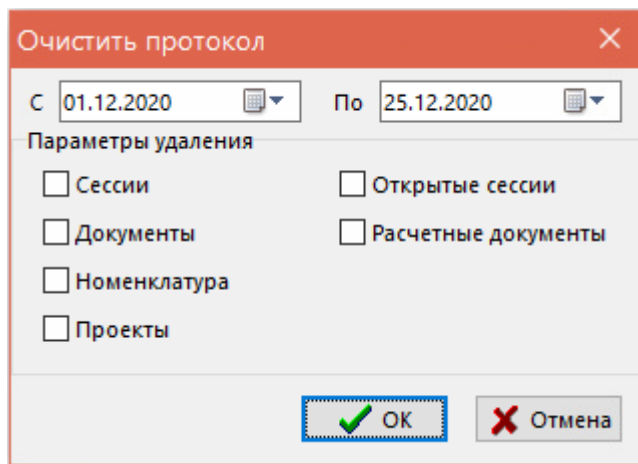 Очистить протокол
С 01.12.2020 По 25.12.2020
Параметры удаления
Сессии Открытые сессии
Документы Расчетные документы
Номенклатура
Проекты
ОК Отмена